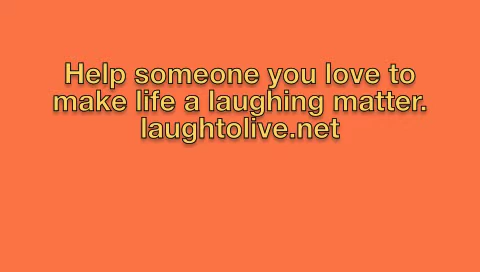 Help someone you love to
make life a laughing matter.
laughtolive.net